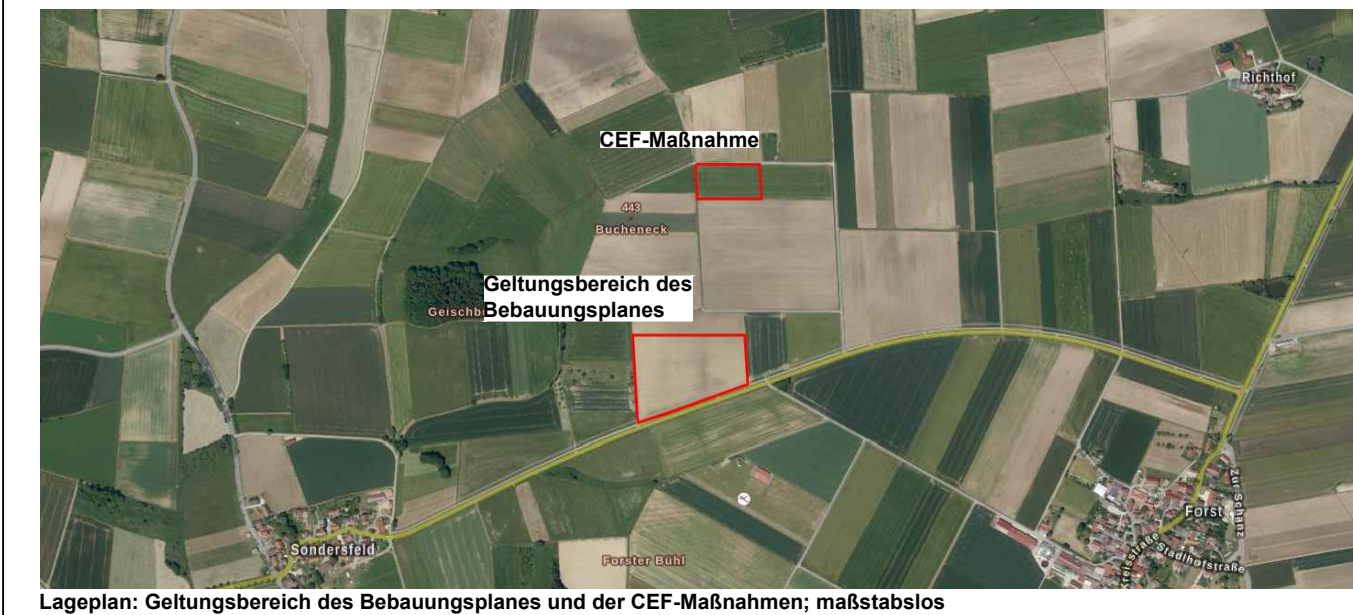 Richthof
CEF-Maßnahme
443
Bucheneck
Geltungsbereich des
Bebauungsplanes
Sondersfeld
Forster Bühl
Zur Schanz
Forst
Stadlhofstraße
Kreisstraße
Lageplan: Geltungsbereich des Bebauungsplanes und der CEF-Maßnahmen; maßstabslos